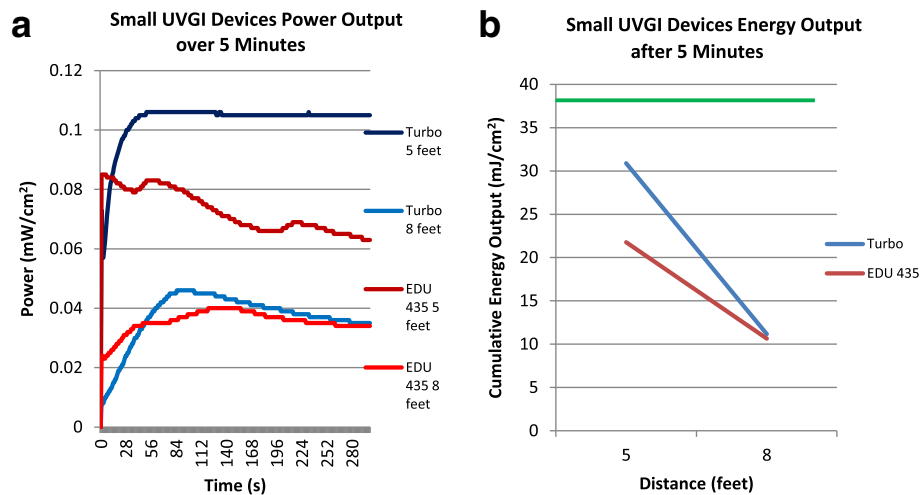 a
Small UVGI Devices Power Output
over 5 Minutes
0.12
0.1
0.08
0.06
0.04
0.02
0
Power (mW/cm²)
0 28 56 84 112 140 168 196 224 252 280
Time (s)
Turbo
5 feet
Turbo
8 feet
EDU
435 5
feet
EDU
435 8
feet
b
Small UVGI Devices Energy Output
after 5 Minutes
40
35
30
25
20
15
10
5
0
Cumulative Energy Output (mJ/cm²)
5 8
Distance (feet)
Turbo
EDU 435